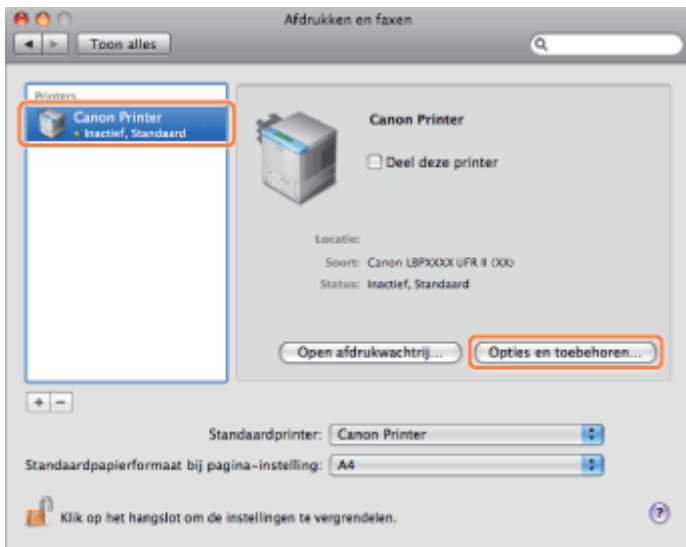 Afdrukken en faxen
Toon alles
Printers
Canon Printer
Inactief, Standaard
Canon Printer
Deel deze printer
Locatie:
Soort: Canon LBPXXXX UFR II (XX)
Status: Inactief, Standaard
Open afdrukwachtrij...
Opties en toebehoren...
+ −
Standaardprinter: Canon Printer
Standaardpapierformaat bij pagina-instelling: A4
Klik op het hangslot om de instellingen te vergrendelen.
?